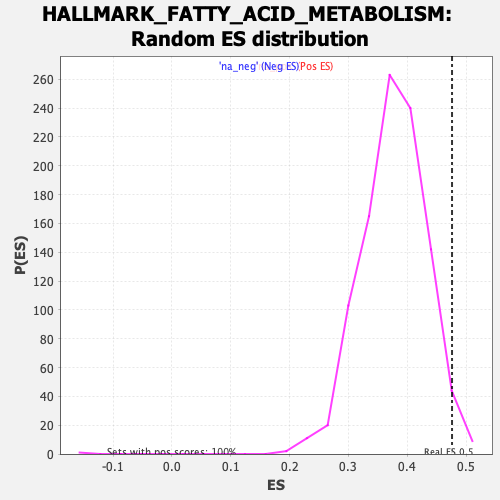 HALLMARK_FATTY_ACID_METABOLISM:
Random ES distribution
'na_neg' (Neg ES) Pos ES)
260
240
220
200
180
160
140
120
100
80
60
40
20
0
P(ES)
Sets with pos scores: 100%
Real ES 0.5
-0.1 0.0 0.1 0.2 0.3 0.4 0.5
ES